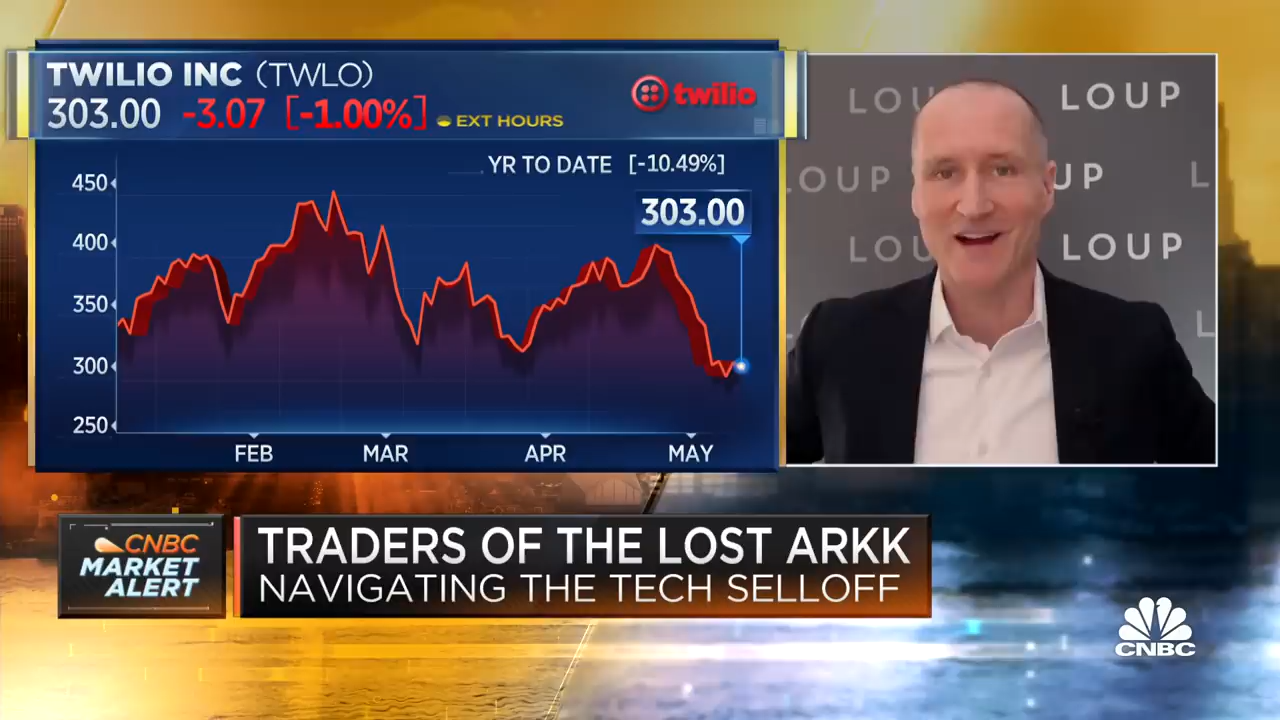 TWILIO INC (TWLO)
303.00 -3.07 [-1.00%] EXT HOURS
twilio
YR TO DATE [-10.49%]
303.00
450
400
350
300
250
FEB MAR APR MAY
LOUP
LOUP
LOUP
CNBC
MARKET
ALERT
TRADERS OF THE LOST ARKK
NAVIGATING THE TECH SELLOFF
CNBC